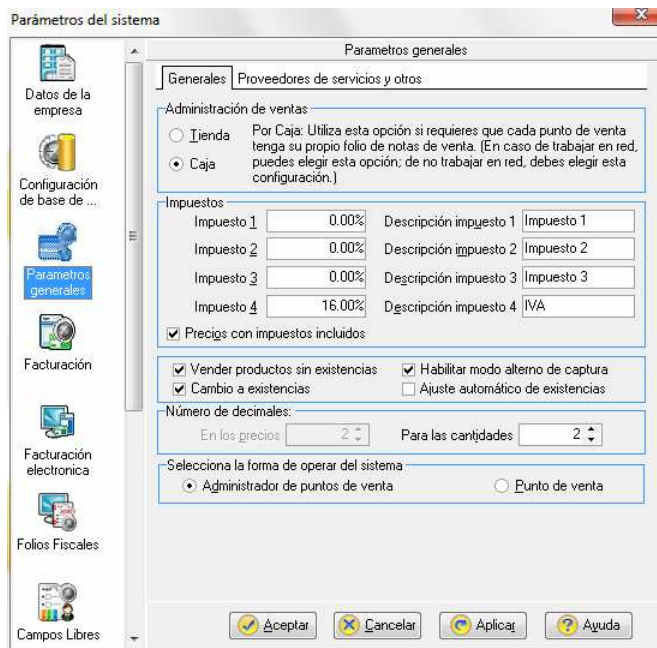 Parámetros del sistema
Parametros generales
Datos de la
empresa
Configuración
de base de ...
Parametros
generales
Facturación
Facturación
electronica
Folios Fiscales
Campos Libres
Generales Proveedores de servicios y otros
Administración de ventas
Tienda
Caja
Por Caja: Utiliza esta opción si requieres que cada punto de venta
tenga su propio folio de notas de venta. (En caso de trabajar en red,
puedes elegir esta opción; de no trabajar en red, debes elegir esta
configuración.)
Impuestos
Impuesto 1 0.00% Descripción impuesto 1 Impuesto 1
Impuesto 2 0.00% Descripción impuesto 2 Impuesto 2
Impuesto 3 0.00% Descripción impuesto 3 Impuesto 3
Impuesto 4 16.00% Descripción impuesto 4 IVA
Precios con impuestos incluidos
Vender productos sin existencias Habilitar modo alterno de captura
Cambio a existencias Ajuste automático de existencias
Número de decimales:
En los precios 2 Para las cantidades 2
Selecciona la forma de operar del sistema
Administrador de puntos de venta Punto de venta
Aceptar Cancelar Aplicar Ayuda